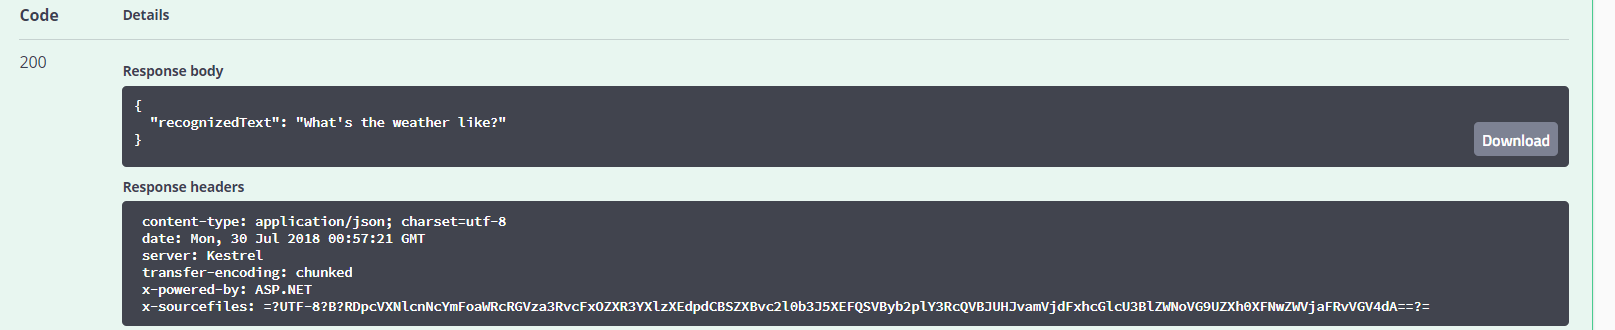 Code Details
200
Response body
{
"recognizedText": "What's the weather like?"
}
Download
Response headers
content-type: application/json; charset=utf-8
date: Mon, 30 Jul 2018 00:57:21 GMT
server: Kestrel
transfer-encoding: chunked
x-powered-by: ASP.NET
x-sourcefiles: =?UTF-8?B?RDpcVXNlcnNcYmFoaWRcRGVza3RvcFxOZXR3YXlzXEdpdCBSZXBvc2l0b3J5XEFQSVByb2plY3RcQVBJUHJvamVjdFxhcGlcU3BlZWNoVG9UZXh0XFNwZWVjaFRvVGV4dA==?=